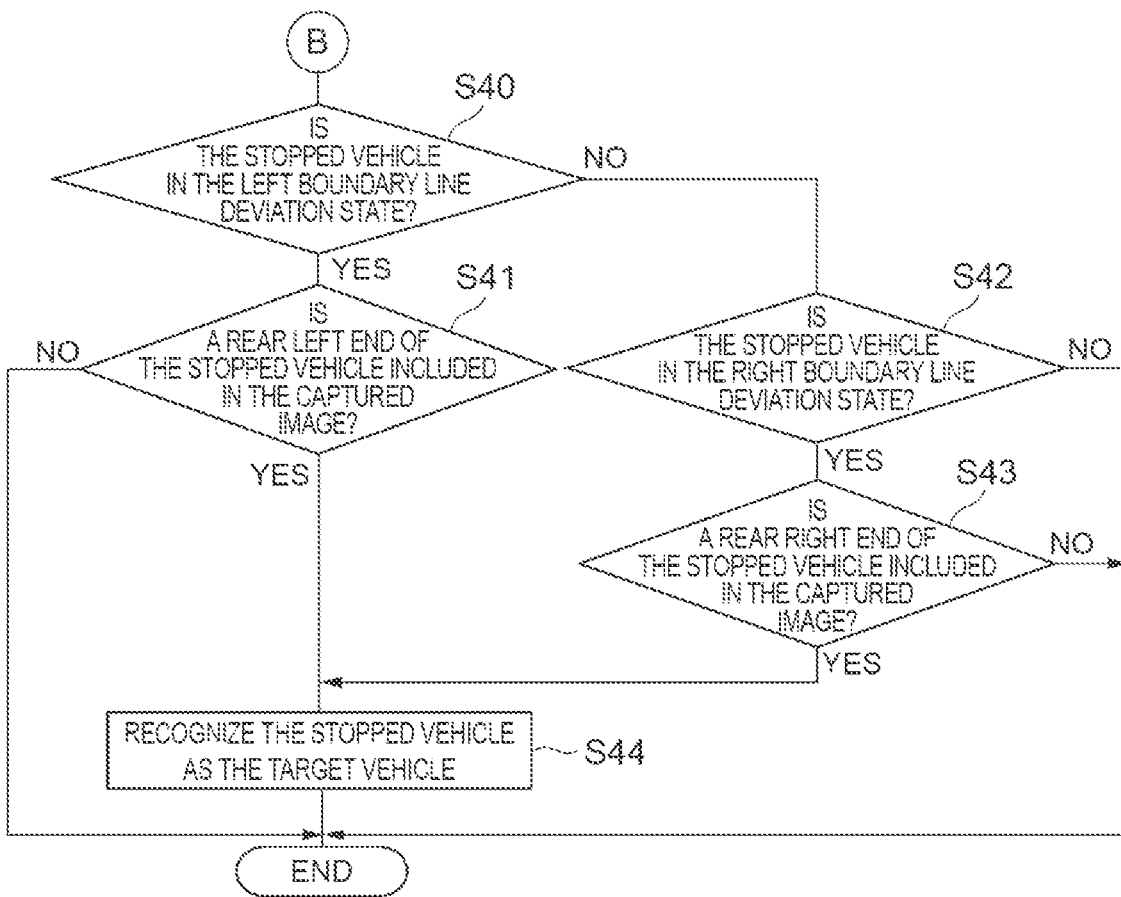 B
S40
IS
THE STOPPED VEHICLE
IN THE LEFT BOUNDARY LINE
DEVIATION STATE?
NO
YES
S41
IS
A REAR LEFT END OF
THE STOPPED VEHICLE INCLUDED
IN THE CAPTURED
IMAGE?
NO
YES
S42
IS
THE STOPPED VEHICLE
IN THE RIGHT BOUNDARY LINE
DEVIATION STATE?
NO
YES
S43
IS
A REAR RIGHT END OF
THE STOPPED VEHICLE INCLUDED
IN THE CAPTURED
IMAGE?
NO
YES
RECOGNIZE THE STOPPED VEHICLE
AS THE TARGET VEHICLE
S44
END